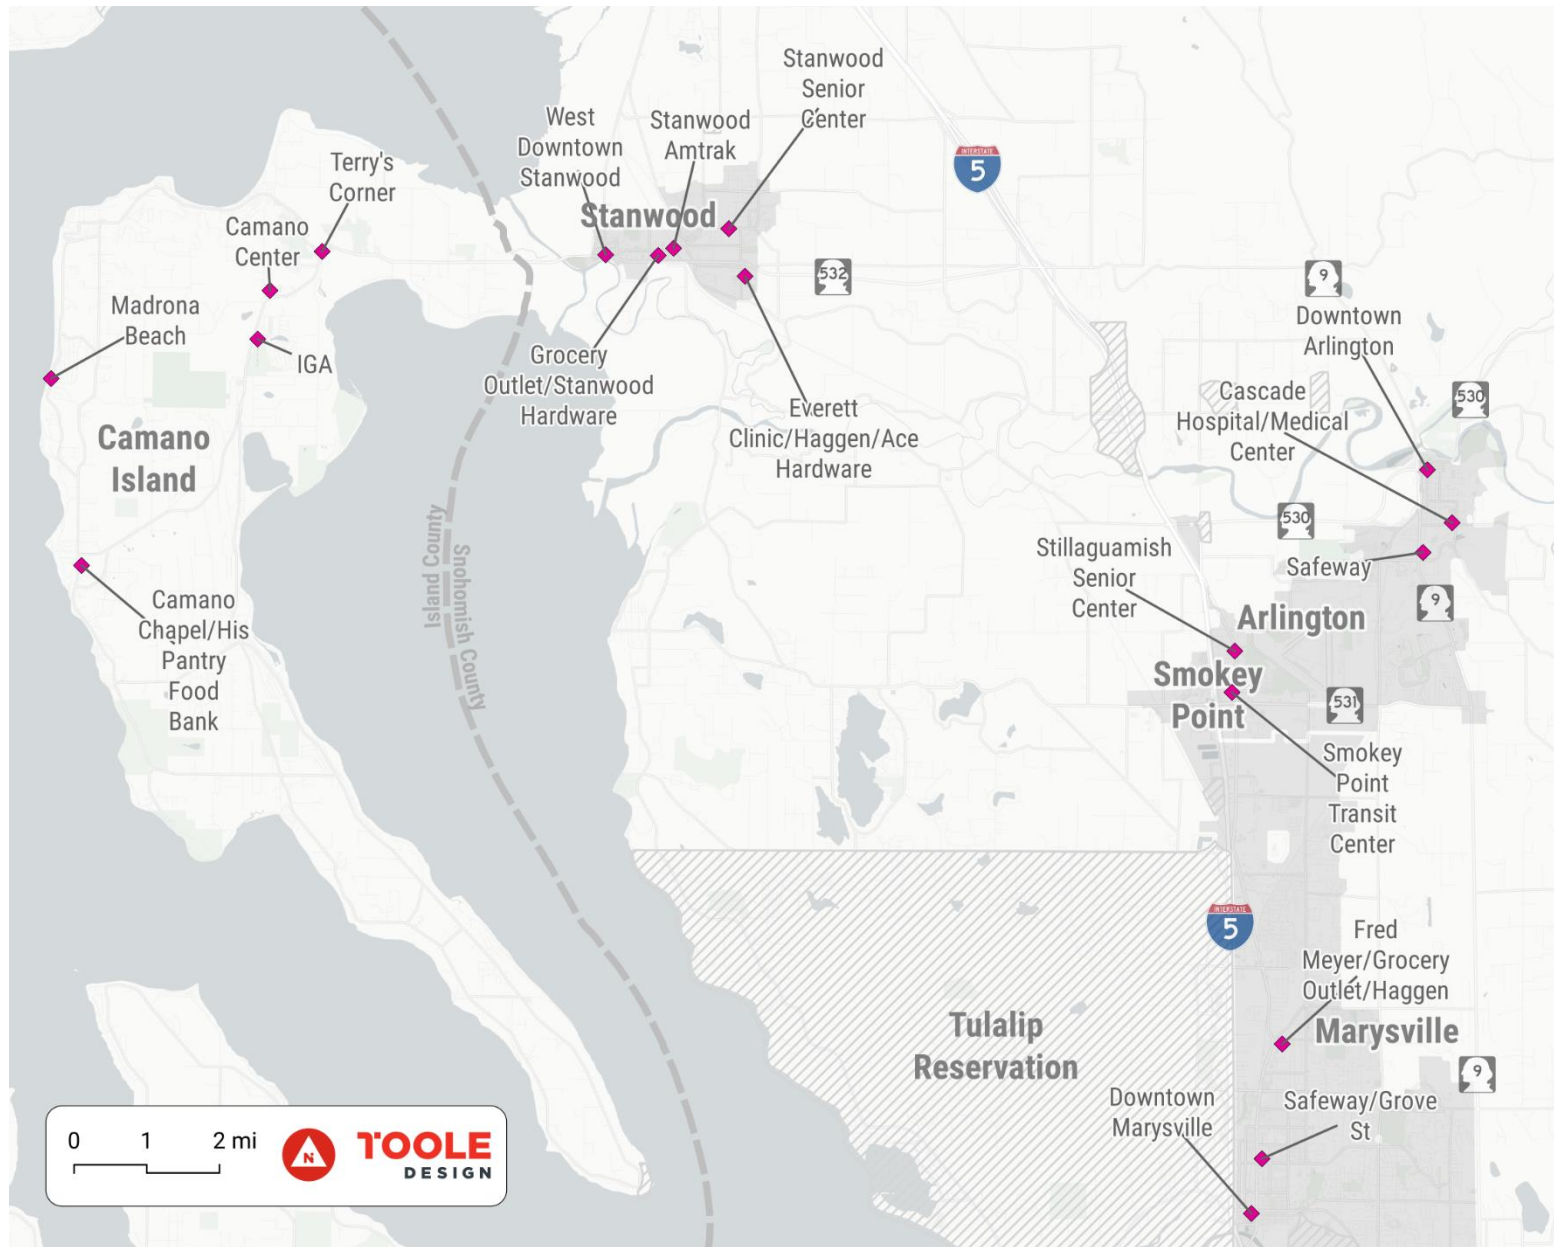 Stanwood
Senior
Center
West
Downtown
Stanwood
Stanwood
Amtrak
Terry's
Corner
INTERSTATE
5
Stanwood
Camano
Center
532
9
Madrona
Beach
Downtown
Arlington
IGA
Grocery
Outlet/Stanwood
Hardware
Everett
Clinic/Haggen/Ace
Hardware
Cascade
Hospital/Medical
Center
530
Camano
Island
530
Island County
Snohomish County
Stillaguamish
Senior
Center
Safeway
9
Camano
Chapel/His
Pantry
Food
Bank
Arlington
Smokey
Point
531
Smokey
Point
Transit
Center
INTERSTATE
5
Fred
Meyer/Grocery
Outlet/Haggen
Tulalip
Reservation
Marysville
9
Downtown
Marysville
Safeway/Grove
St
0 1 2 mi
N
TOOLE
DESIGN